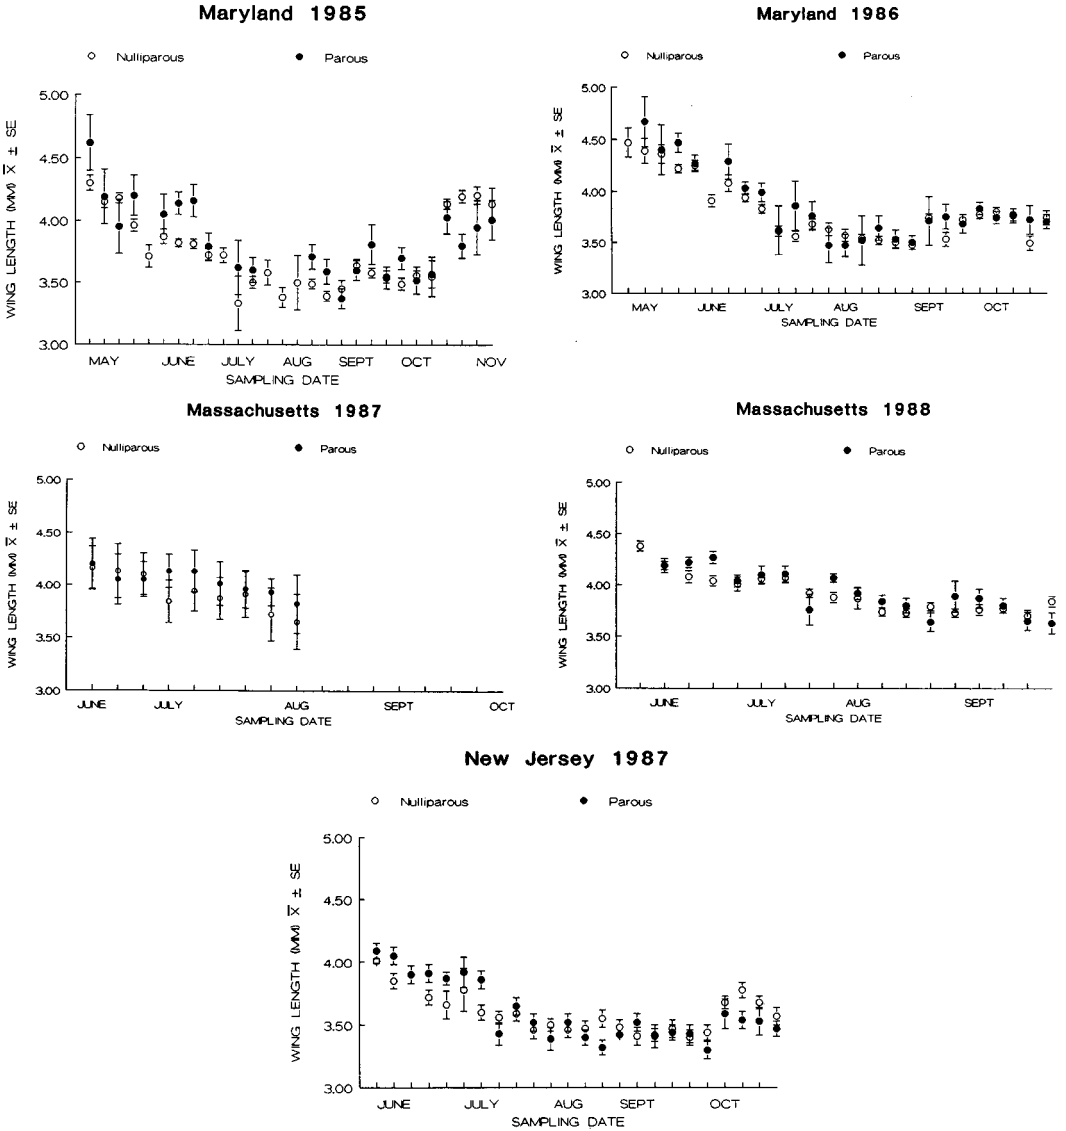 Maryland 1985
Nulliparous Parous
WING LENGTH (MM) X ± SE
5.00
4.50
4.00
3.50
3.00
MAY JUNE JULY AUG SEPT OCT NOV
SAMPLING DATE
Maryland 1986
Nulliparous Parous
WING LENGTH (MM) X ± SE
5.00
4.50
4.00
3.50
3.00
MAY JUNE JULY AUG SEPT OCT
SAMPLING DATE
Massachusetts 1987
Nulliparous Parous
WING LENGTH (MM) X ± SE
5.00
4.50
4.00
3.50
3.00
JUNE JULY AUG SEPT OCT
SAMPLING DATE
Massachusetts 1988
Nulliparous Parous
WING LENGTH (MM) X ± SE
5.00
4.50
4.00
3.50
3.00
JUNE JULY AUG SEPT
SAMPLING DATE
New Jersey 1987
Nulliparous Parous
WING LENGTH (MM) X ± SE
5.00
4.50
4.00
3.50
3.00
JUNE JULY AUG SEPT OCT
SAMPLING DATE